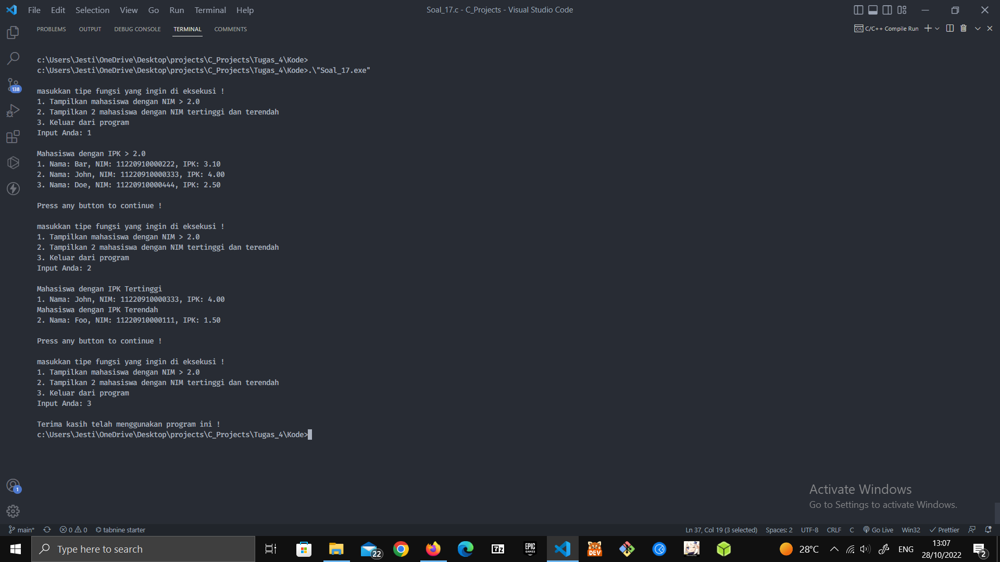 File Edit Selection View Go Run Terminal Help
Soal_17.c - C_Projects - Visual Studio Code
PROBLEMS OUTPUT DEBUG CONSOLE TERMINAL COMMENTS
C/C++ Compile Run
c:\Users\Jesti\OneDrive\Desktop\projects\C_Projects\Tugas_4\Kode>
c:\Users\Jesti\OneDrive\Desktop\projects\C_Projects\Tugas_4\Kode>.\"Soal_17.exe"
masukkan tipe fungsi yang ingin di eksekusi !
1. Tampilkan mahasiswa dengan NIM > 2.0
2. Tampilkan 2 mahasiswa dengan NIM tertinggi dan terendah
3. Keluar dari program
Input Anda: 1
Mahasiswa dengan IPK > 2.0
1. Nama: Bar, NIM: 11220910000222, IPK: 3.10
2. Nama: John, NIM: 11220910000333, IPK: 4.00
3. Nama: Doe, NIM: 11220910000444, IPK: 2.50
Press any button to continue !
masukkan tipe fungsi yang ingin di eksekusi !
1. Tampilkan mahasiswa dengan NIM > 2.0
2. Tampilkan 2 mahasiswa dengan NIM tertinggi dan terendah
3. Keluar dari program
Input Anda: 2
Mahasiswa dengan IPK Tertinggi
1. Nama: John, NIM: 11220910000333, IPK: 4.00
Mahasiswa dengan IPK Terendah
2. Nama: Foo, NIM: 11220910000111, IPK: 1.50
Press any button to continue !
masukkan tipe fungsi yang ingin di eksekusi !
1. Tampilkan mahasiswa dengan NIM > 2.0
2. Tampilkan 2 mahasiswa dengan NIM tertinggi dan terendah
3. Keluar dari program
Input Anda: 3
Terima kasih telah menggunakan program ini !
c:\Users\Jesti\OneDrive\Desktop\projects\C_Projects\Tugas_4\Kode>
138
1
Activate Windows
Go to Settings to activate Windows.
main* 0 0 tabnine starter
Ln 37, Col 19 (3 selected) Spaces: 2 UTF-8 CRLF C Go Live Win32 Prettier
Type here to search
22
7z
EPIC GAMES
DEV
28°C
ENG
13:07
28/10/2022
2